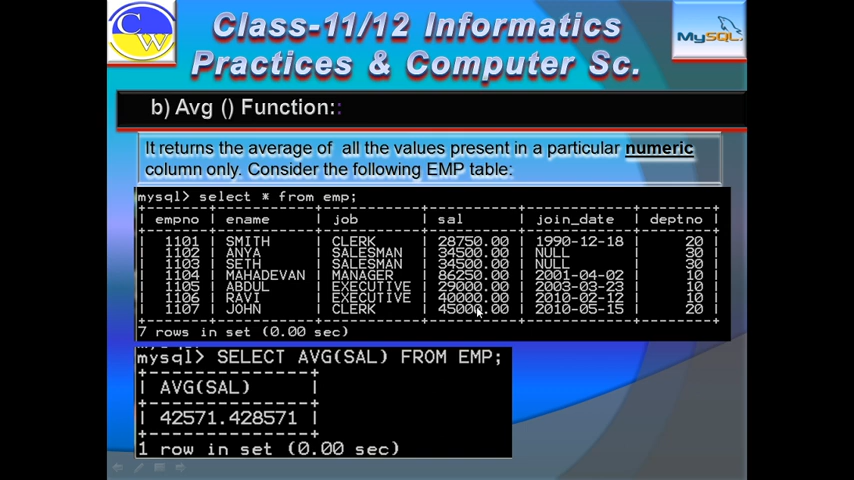 CW
Class-11/12 Informatics
MySQL
Practices & Computer Sc.
b) Avg () Function::
It returns the average of all the values present in a particular numeric
column only. Consider the following EMP table:
mysql> select * from emp;
| empno | ename | job | sal | join_date | deptno |
| 1101 | SMITH | CLERK | 28750.00 | 1990-12-18 | 20 |
| 1102 | ANYA | SALESMAN | 34500.00 | NULL | 30 |
| 1103 | SETH | SALESMAN | 34500.00 | NULL | 30 |
| 1104 | MAHADEVAN | MANAGER | 86250.00 | 2001-04-02 | 10 |
| 1105 | ABDUL | EXECUTIVE | 29000.00 | 2003-03-23 | 10 |
| 1106 | RAVI | EXECUTIVE | 40000.00 | 2010-02-12 | 10 |
| 1107 | JOHN | CLERK | 45000.00 | 2010-05-15 | 20 |
7 rows in set (0.00 sec)
mysql> SELECT AVG(SAL) FROM EMP;
| AVG(SAL) |
| 42571.428571 |
1 row in set (0.00 sec)